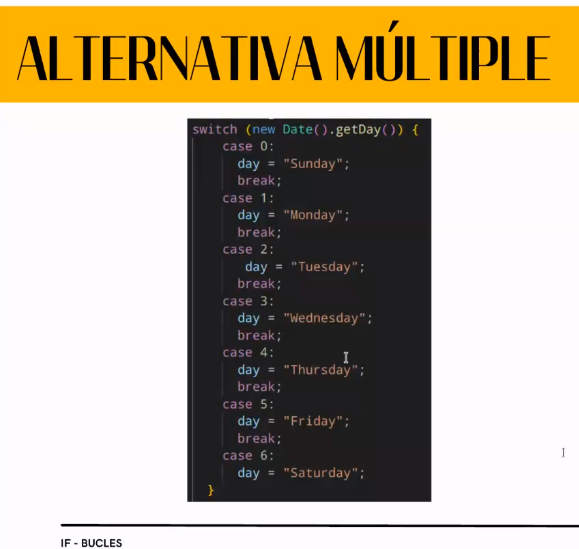 ALTERNATIVA MÚLTIPLE
switch (new Date().getDay()) {
case 0:
day = "Sunday";
break;
case 1:
day = "Monday";
break;
case 2:
day = "Tuesday";
break;
case 3:
day = "Wednesday";
break;
case 4:
day = "Thursday";
break;
case 5:
day = "Friday";
break;
case 6:
day = "Saturday";
}
IF - BUCLES